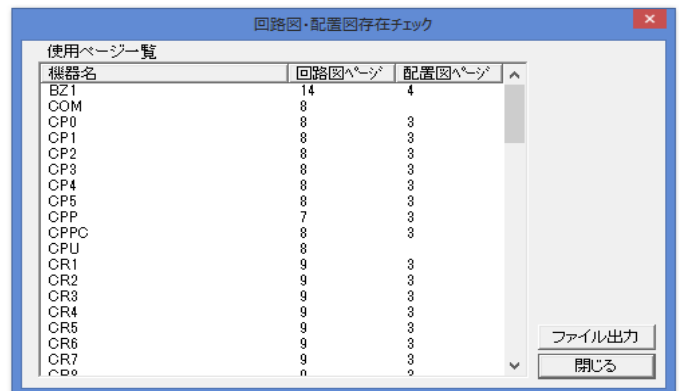 回路図・配置図存在チェック
使用ページ一覧
機器名 回路図ページ 配置図ページ
BZ1 14 4
COM 8
CP0 8 3
CP1 8 3
CP2 8 3
CP3 8 3
CP4 8 3
CP5 8 3
CPP 7 3
CPPC 8 3
CPU 8
CR1 9 3
CR2 9 3
CR3 9 3
CR4 9 3
CR5 9 3
CR6 9 3
CR7 9 3
ファイル出力
閉じる